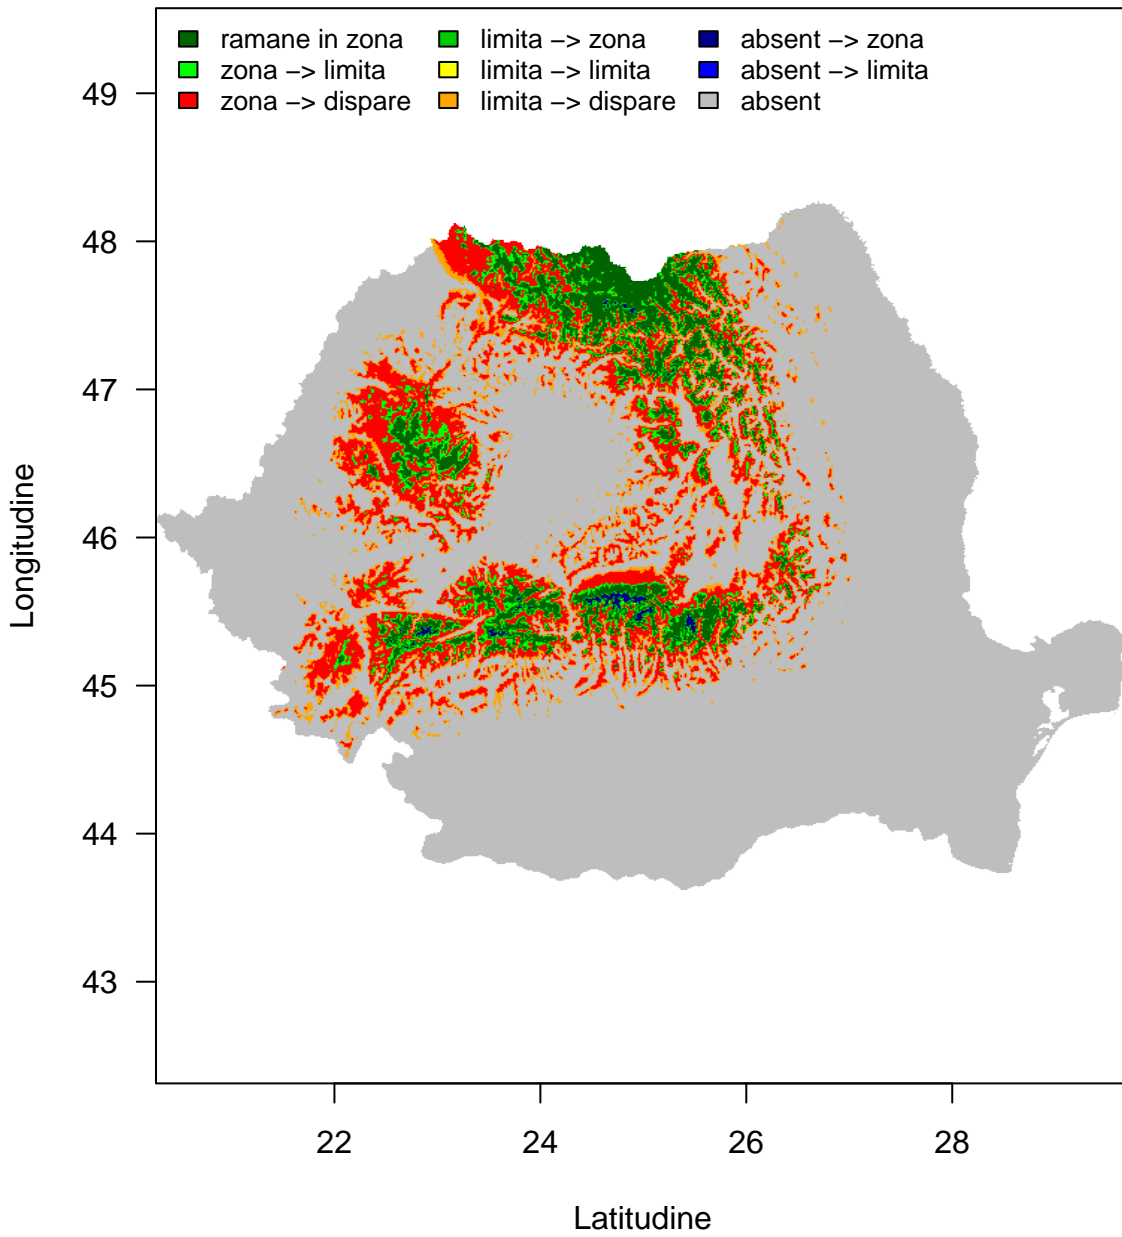 ramane in zona limita −> zona absent −> zona
zona −> limita limita −> limita absent −> limita
zona −> dispare limita −> dispare absent
49
48
47
46
45
44
43
Longitudine
22 24 26 28
Latitudine